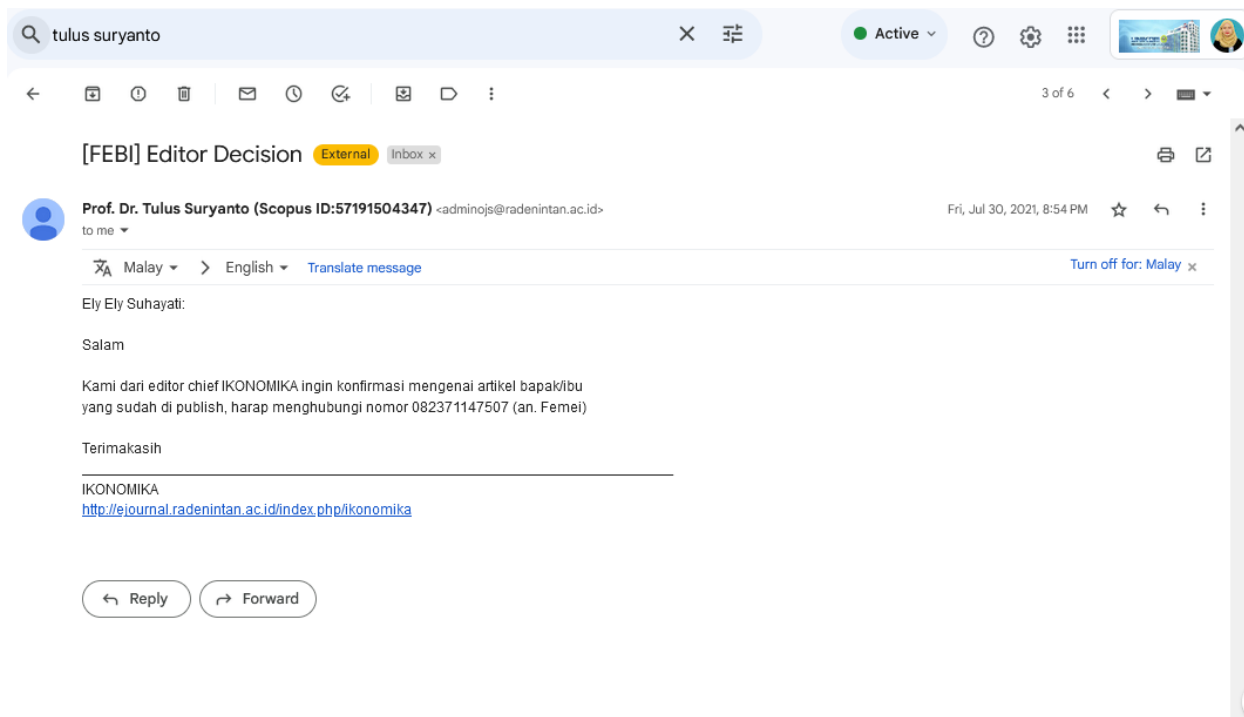 tulus suryanto
Active
3 of 6
[FEBI] Editor Decision External Inbox ×
Prof. Dr. Tulus Suryanto (Scopus ID:57191504347) <adminojs@radenintan.ac.id> Fri, Jul 30, 2021, 8:54 PM
to me
Malay > English Translate message Turn off for: Malay ×
Ely Ely Suhayati:
Salam
Kami dari editor chief IKONOMIKA ingin konfirmasi mengenai artikel bapak/ibu
yang sudah di publish, harap menghubungi nomor 082371147507 (an. Femei)
Terimakasih
IKONOMIKA
http://ejournal.radenintan.ac.id/index.php/ikonomika
Reply Forward